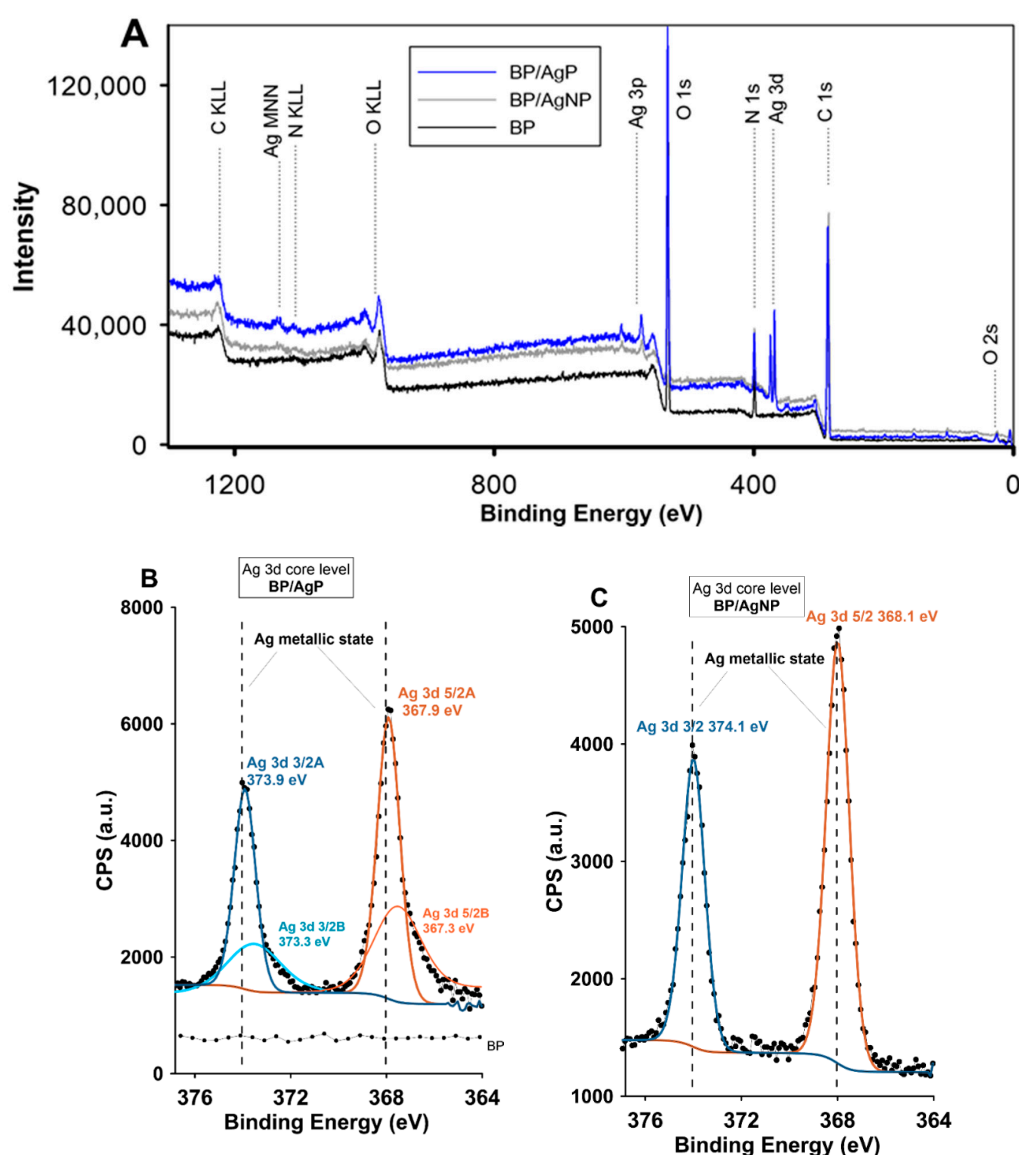 A
BP/AgP
BP/AgNP
BP
C KLL
Ag MNN
N KLL
O KLL
Ag 3p
O 1s
N 1s
Ag 3d
C 1s
O 2s
120,000
80,000
40,000
0
Intensity
1200
800
400
0
Binding Energy (eV)
B
Ag 3d core level
BP/AgP
8000
6000
4000
2000
0
CPS (a.u.)
Ag metallic state
Ag 3d 5/2A
367.9 eV
Ag 3d 3/2A
373.9 eV
Ag 3d 3/2B
373.3 eV
Ag 3d 5/2B
367.3 eV
BP
376
372
368
364
Binding Energy (eV)
C
Ag 3d core level
BP/AgNP
Ag 3d 5/2 368.1 eV
5000
4000
3000
2000
1000
CPS (a.u.)
Ag metallic state
Ag 3d 3/2 374.1 eV
376
372
368
364
Binding Energy (eV)